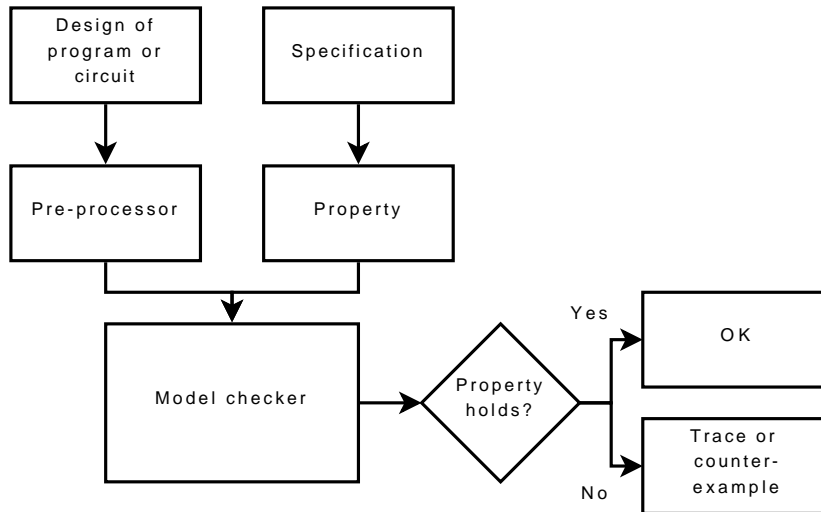 Design of
program or
circuit
Specification
Pre-processor
Property
Model checker
Property
holds?
Yes
OK
No
Trace or
counter-
example